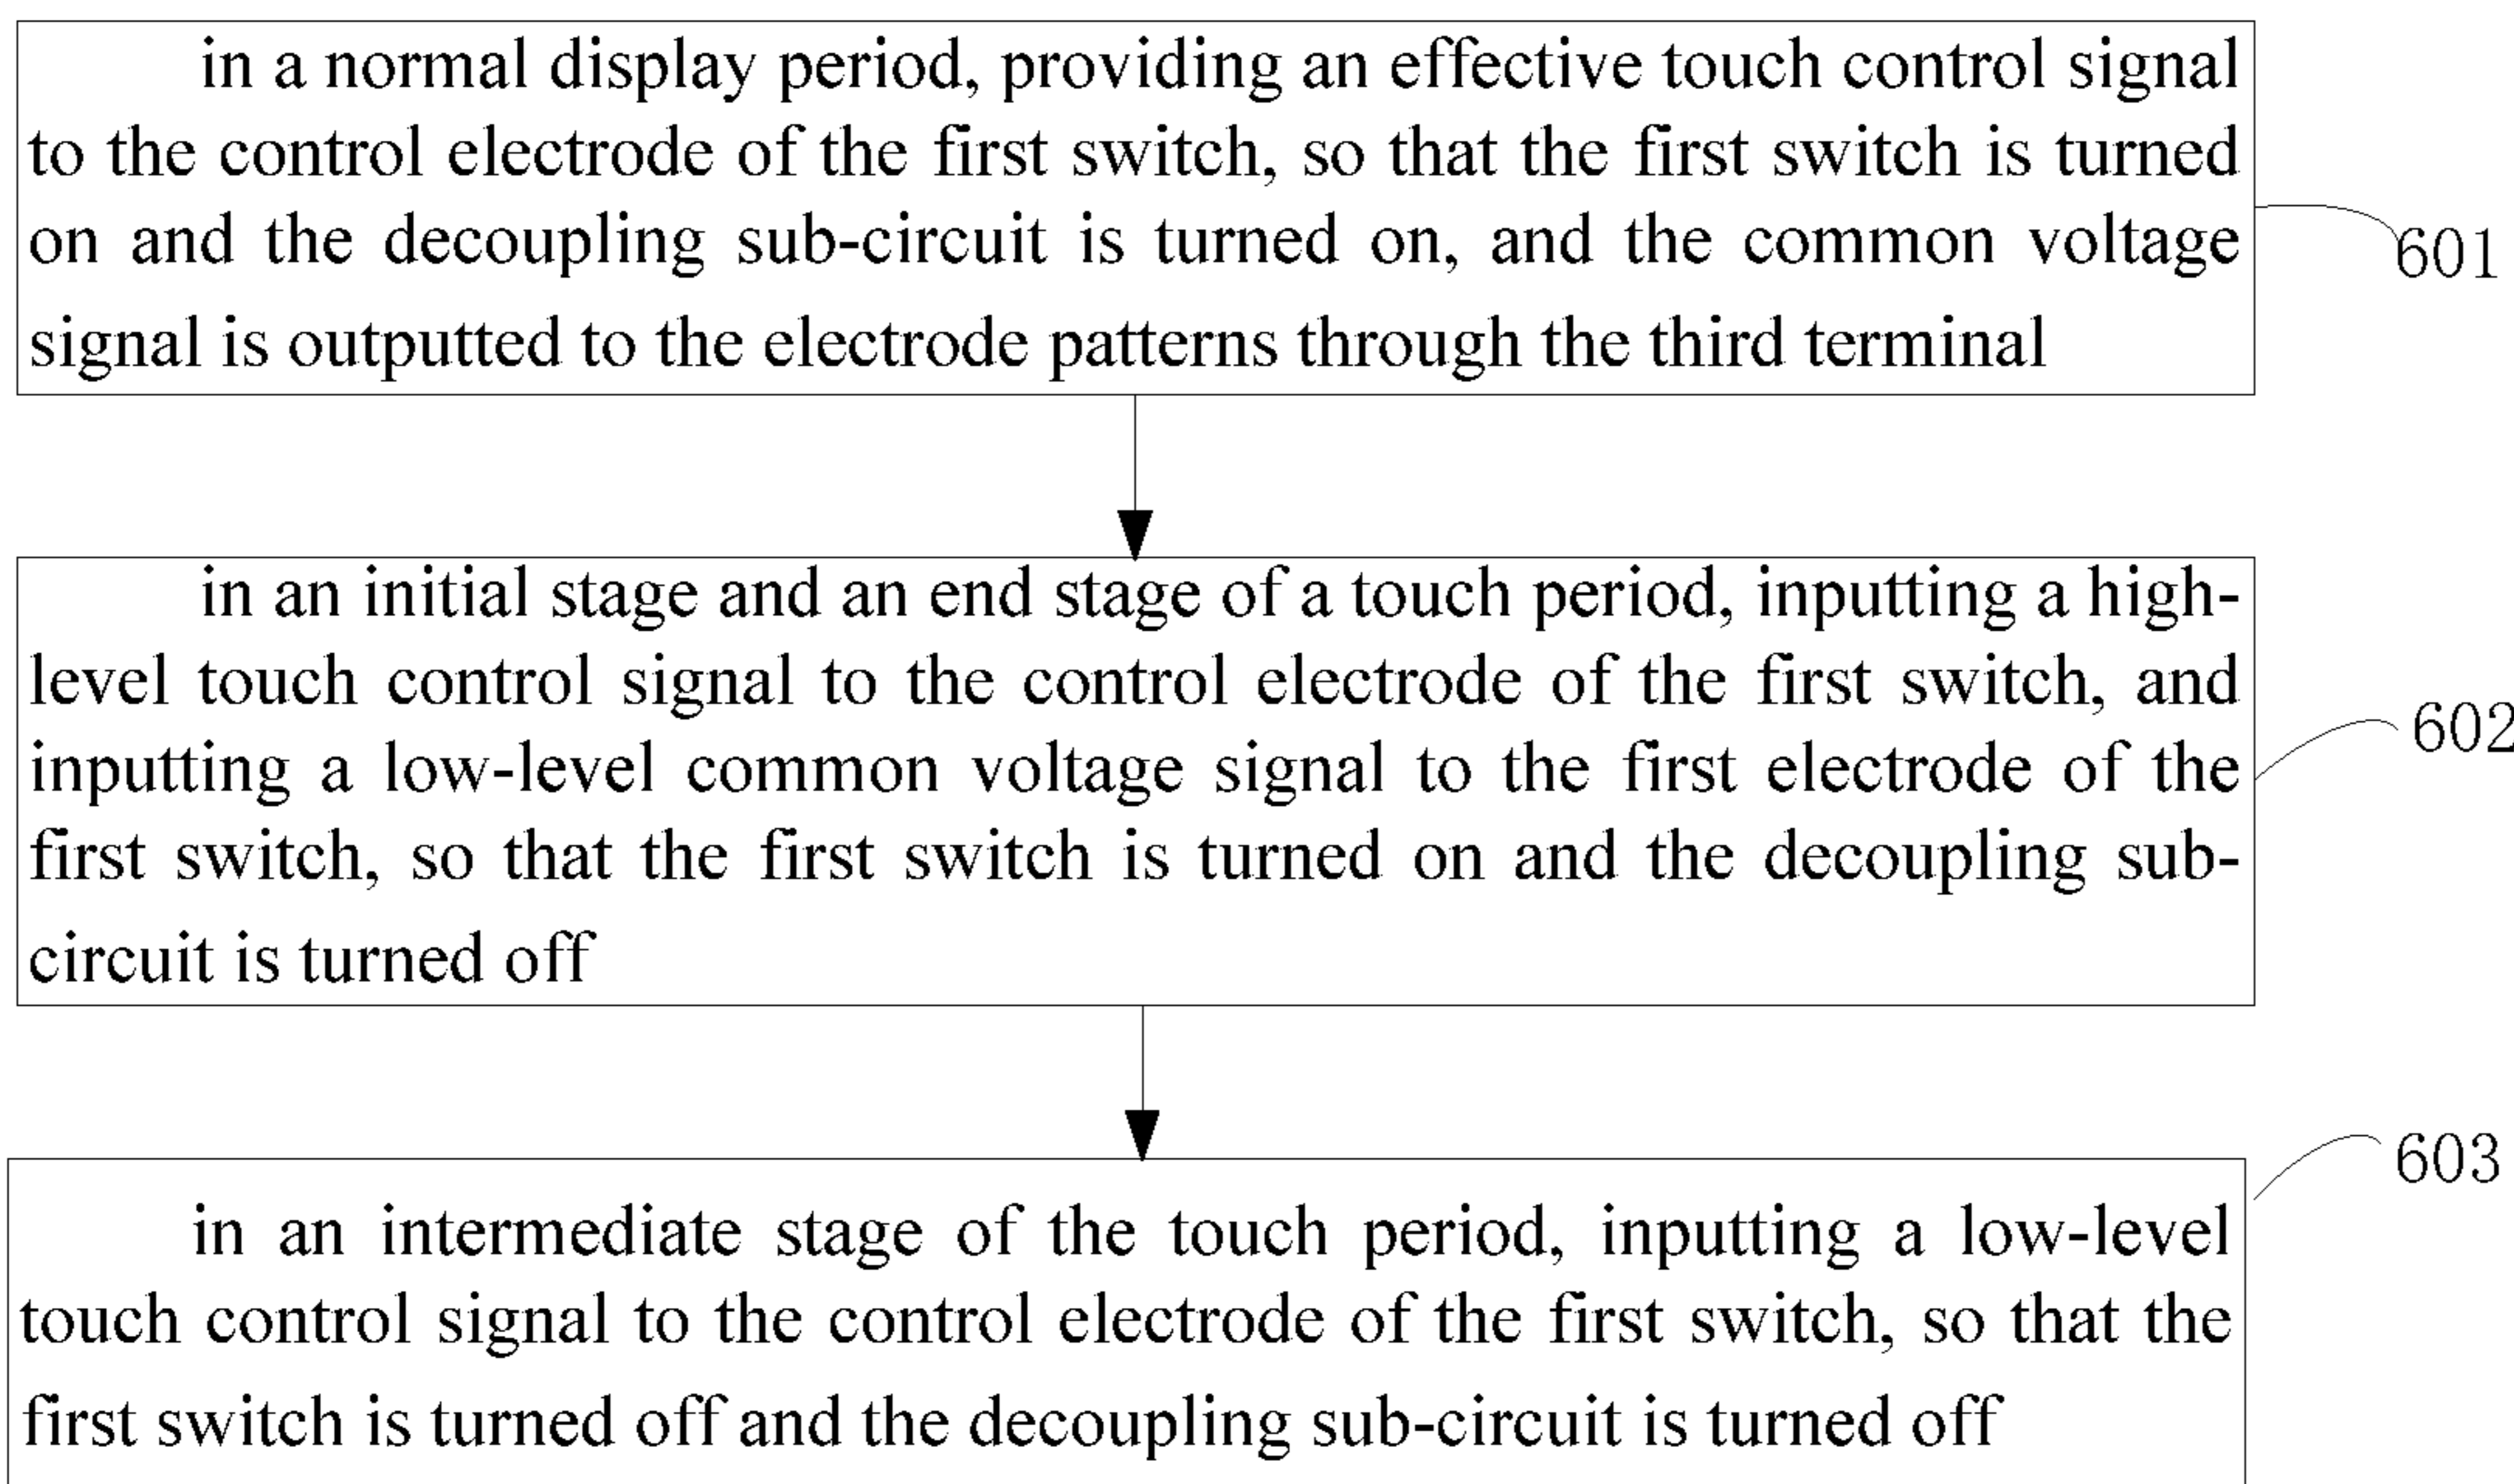 in a normal display period, providing an effective touch control signal
to the control electrode of the first switch, so that the first switch is turned
on and the decoupling sub-circuit is turned on, and the common voltage
signal is outputted to the electrode patterns through the third terminal
601
in an initial stage and an end stage of a touch period, inputting a high-
level touch control signal to the control electrode of the first switch, and
inputting a low-level common voltage signal to the first electrode of the
first switch, so that the first switch is turned on and the decoupling sub-
circuit is turned off
602
603
in an intermediate stage of the touch period, inputting a low-level
touch control signal to the control electrode of the first switch, so that the
first switch is turned off and the decoupling sub-circuit is turned off